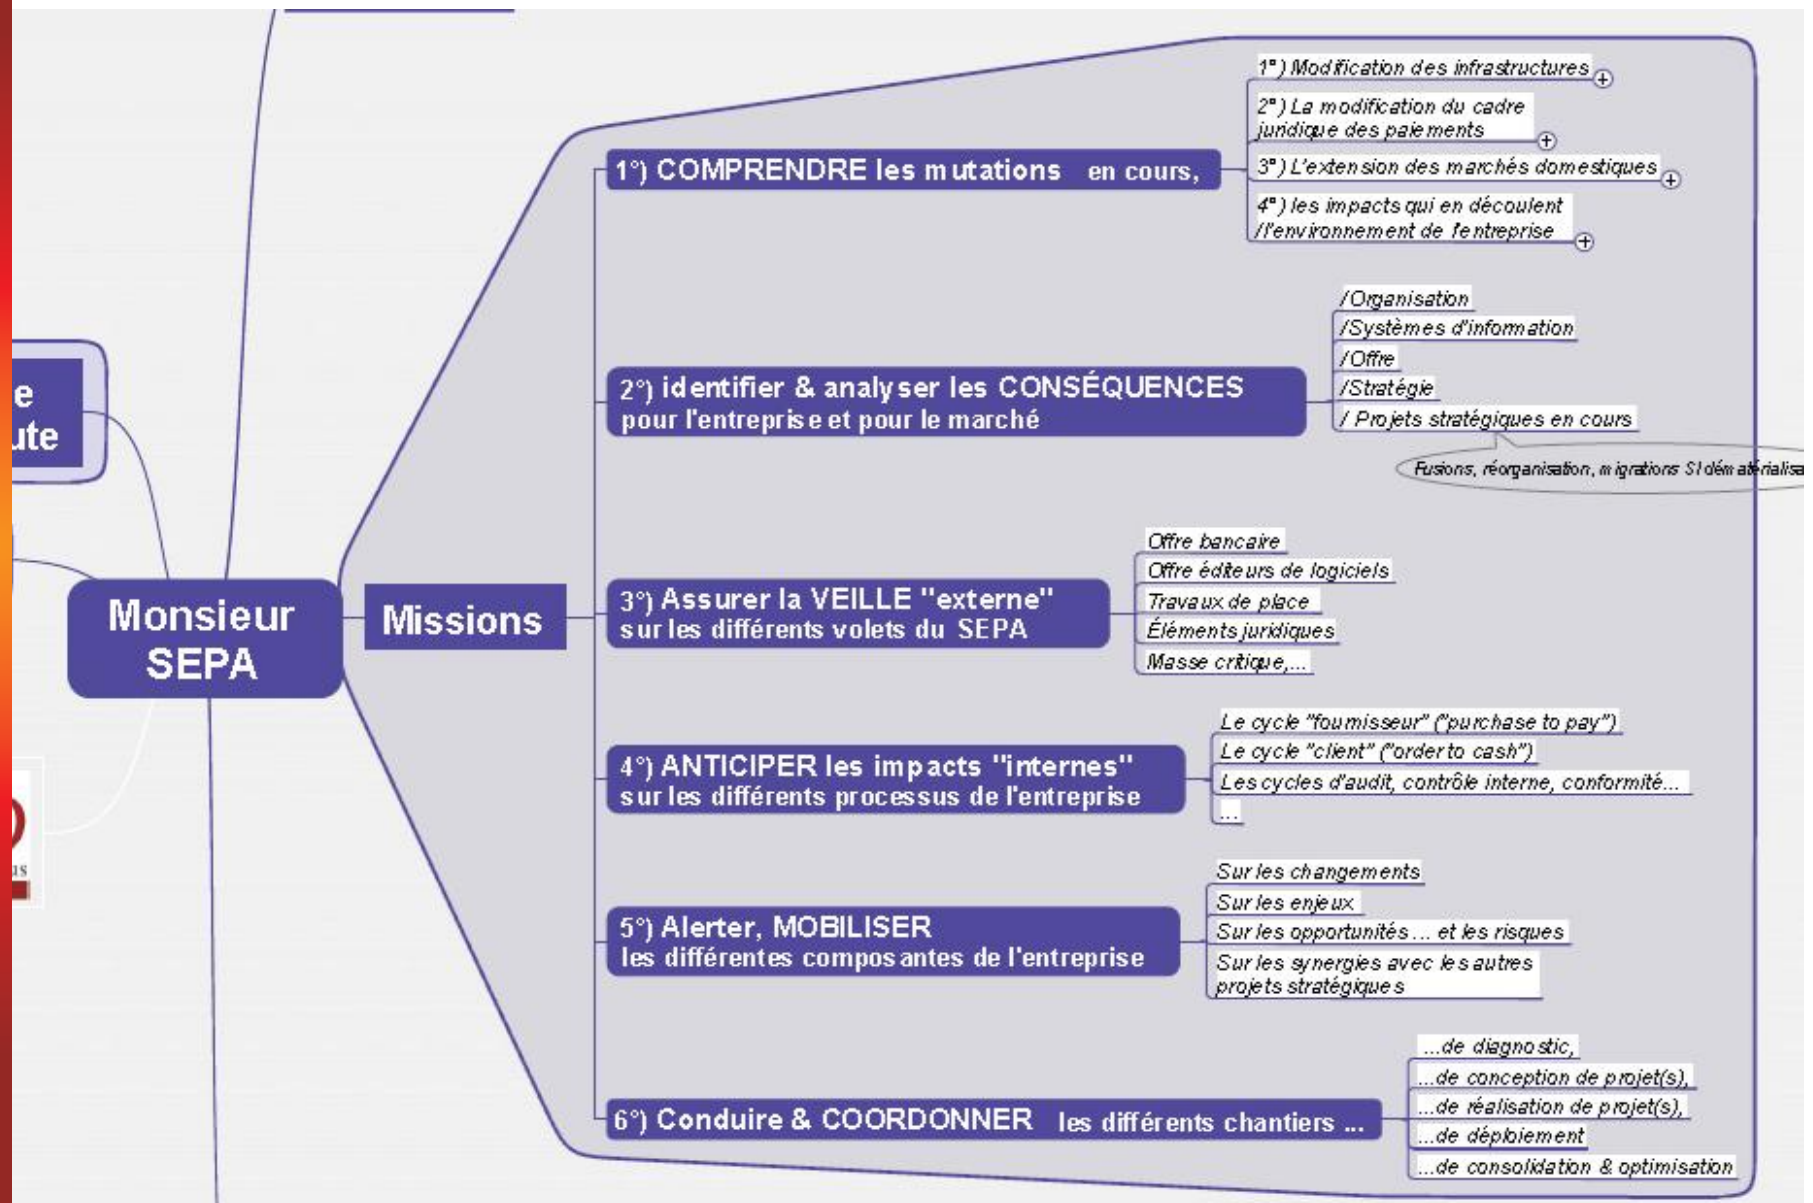 e
ute
Monsieur
SEPA
us
Missions
1°) COMPRENDRE les mutations en cours,
1°) Modification des infrastructures
2°) La modification du cadre
juridique des paiements
3°) L'extension des marchés domestiques
4°) les impacts qui en découlent
/l'environnement de l'entreprise
2°) identifier & analyser les CONSÉQUENCES
pour l'entreprise et pour le marché
/Organisation
/Systèmes d'information
/Offre
/Stratégie
/ Projets stratégiques en cours
Fusions, réorganisation, migrations SI dématérialisa
3°) Assurer la VEILLE "externe"
sur les différents volets du SEPA
Offre bancaire
Offre éditeurs de logiciels
Travaux de place
Éléments juridiques
Masse critique,...
4°) ANTICIPER les impacts "internes"
sur les différents processus de l'entreprise
Le cycle "fournisseur" ("purchase to pay")
Le cycle "client" ("order to cash")
Les cycles d'audit, contrôle interne, conformité...
...
5°) Alerter, MOBILISER
les différentes composantes de l'entreprise
Sur les changements
Sur les enjeux
Sur les opportunités ... et les risques
Sur les synergies avec les autres
projets stratégiques
6°) Conduire & COORDONNER les différents chantiers ...
...de diagnostic,
...de conception de projet(s),
...de réalisation de projet(s),
...de déploiement
...de consolidation & optimisation